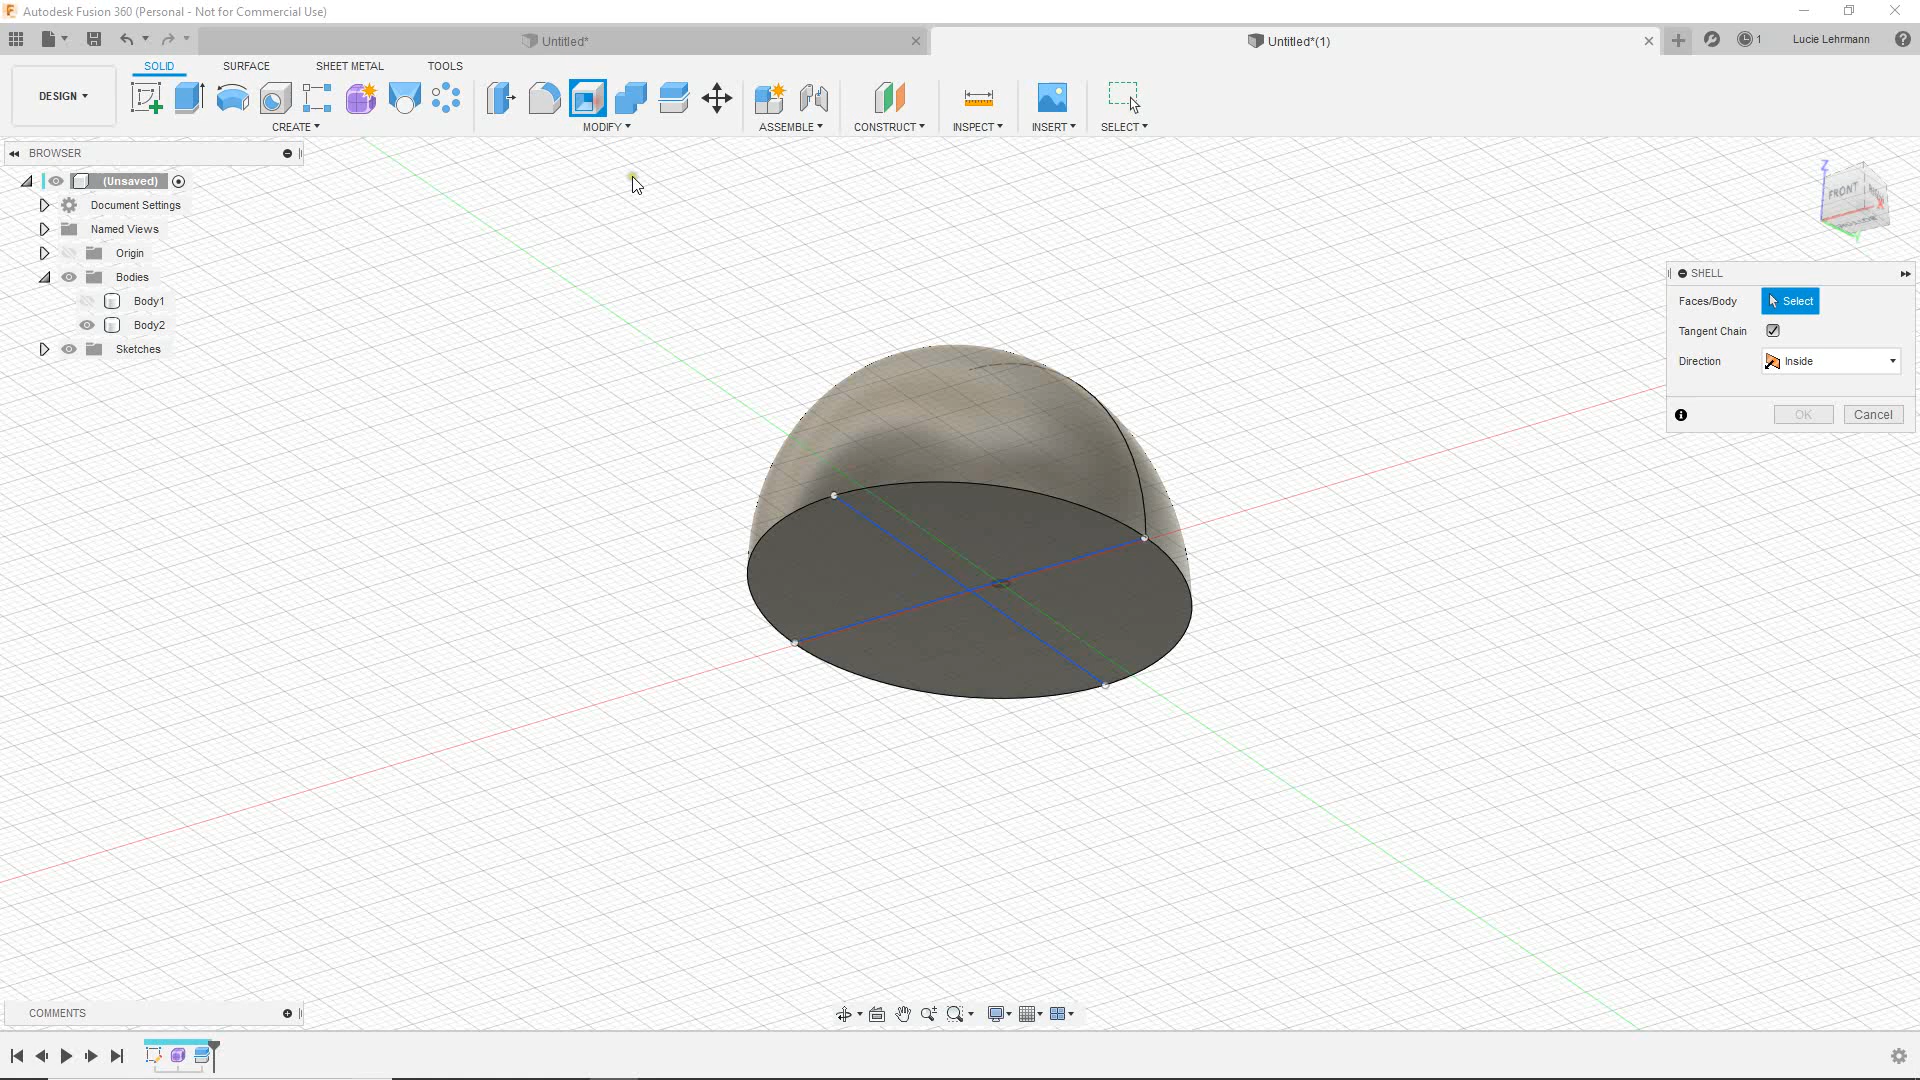 Autodesk Fusion 360 (Personal - Not for Commercial Use)
Untitled*
Untitled*(1)
1
Lucie Lehrmann
DESIGN
SOLID
SURFACE
SHEET METAL
TOOLS
CREATE
MODIFY
ASSEMBLE
CONSTRUCT
INSPECT
INSERT
SELECT
BROWSER
(Unsaved)
Document Settings
Named Views
Origin
Bodies
Body1
Body2
Sketches
Z
FRONT
X
SHELL
Faces/Body
Select
Tangent Chain
Direction
Inside
OK
Cancel
COMMENTS